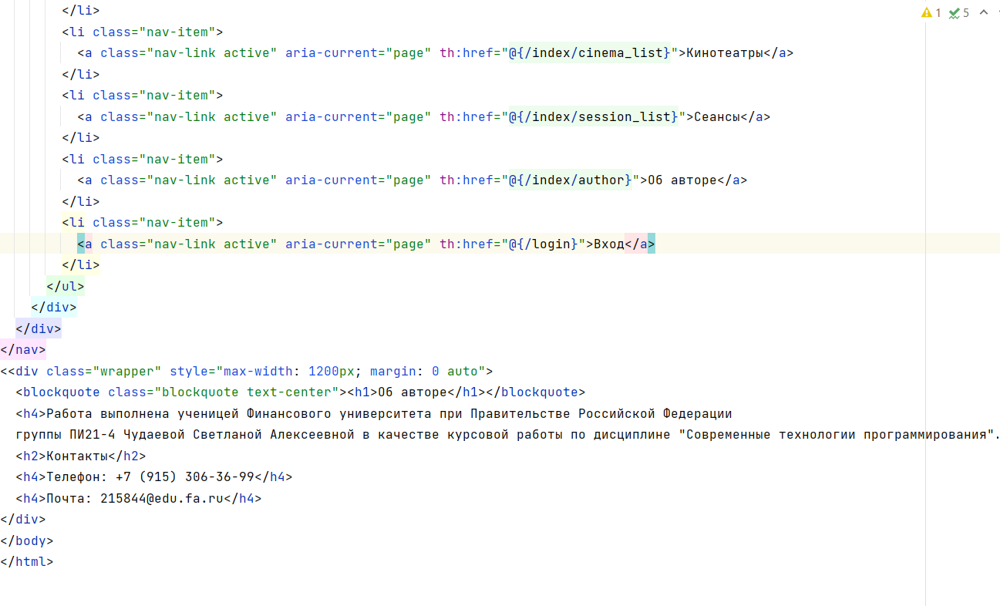 </li>
<li class="nav-item">
<a class="nav-link active" aria-current="page" th:href="@{/index/cinema_list}">Кинотеатры</a>
</li>
<li class="nav-item">
<a class="nav-link active" aria-current="page" th:href="@{/index/session_list}">Сеансы</a>
</li>
<li class="nav-item">
<a class="nav-link active" aria-current="page" th:href="@{/index/author}">Об авторе</a>
</li>
<li class="nav-item">
<a class="nav-link active" aria-current="page" th:href="@{/login}">Вход</a>
</li>
</ul>
</div>
</div>
</nav>
<<div class="wrapper" style="max-width: 1200px; margin: 0 auto">
<blockquote class="blockquote text-center"><h1>Об авторе</h1></blockquote>
<h4>Работа выполнена ученицей Финансового университета при Правительстве Российской Федерации
группы ПИ21-4 Чудаевой Светланой Алексеевной в качестве курсовой работы по дисциплине "Современные технологии программирования".
<h2>Контакты</h2>
<h4>Телефон: +7 (915) 306-36-99</h4>
<h4>Почта: 215844@edu.fa.ru</h4>
</div>
</body>
</html>
1 5